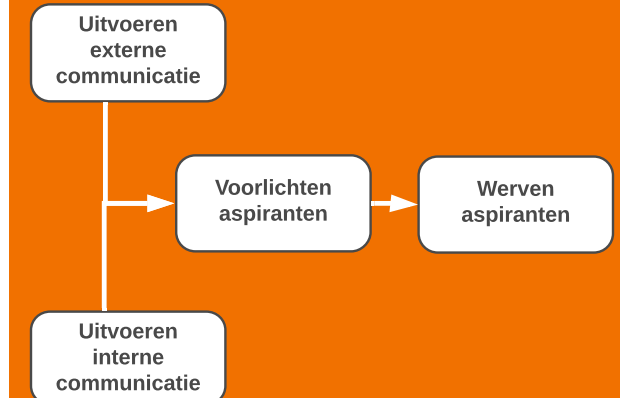 Uitvoeren
externe
communicatie
Voorlichten
aspiranten
Werven
aspiranten
Uitvoeren
interne
communicatie